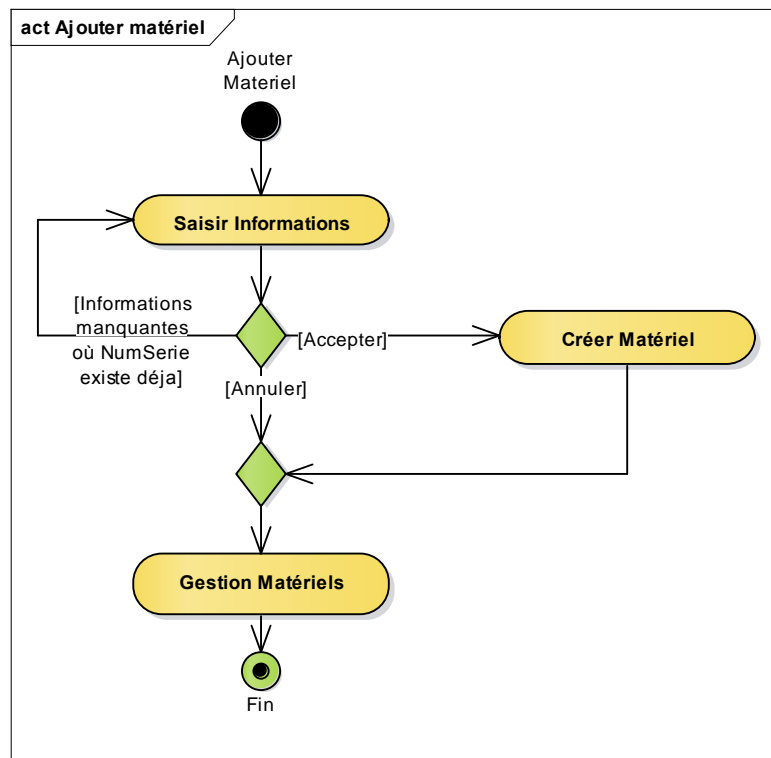 act Ajouter matériel
Ajouter
Materiel
Saisir Informations
[Informations
manquantes
où NumSerie
existe déja]
[Accepter]
Créer Matériel
[Annuler]
Gestion Matériels
Fin